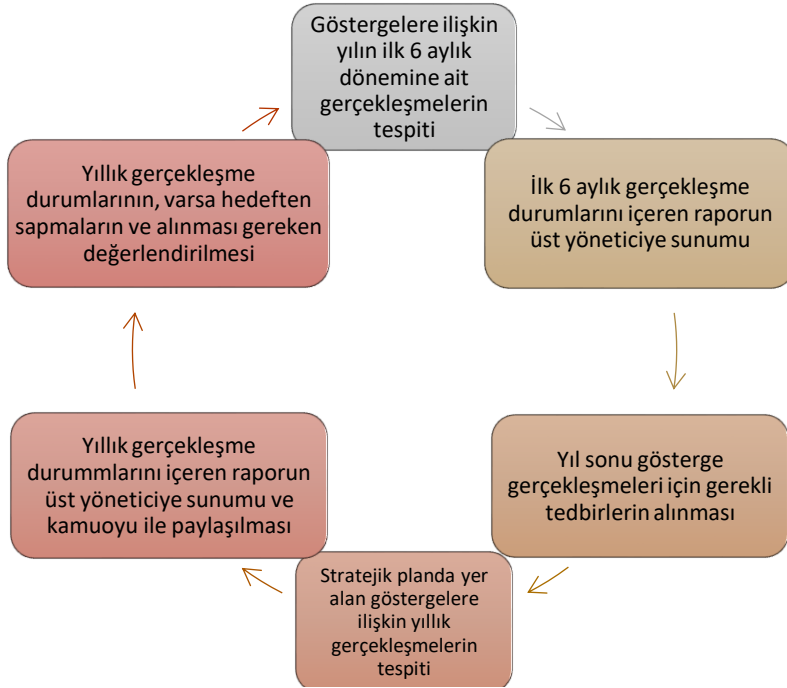 Göstergelere ilişkin
yılın ilk 6 aylık
dönemine ait
gerçekleşmelerin
tespiti
İlk 6 aylık gerçekleşme
durumlarını içeren raporun
üst yöneticiye sunumu
Yıl sonu gösterge
gerçekleşmeleri için gerekli
tedbirlerin alınması
Stratejik planda yer
alan göstergelere
ilişkin yıllık
gerçekleşmelerin
tespiti
Yıllık gerçekleşme
durummlarını içeren raporun
üst yöneticiye sunumu ve
kamuoyu ile paylaşılması
Yıllık gerçekleşme
durumlarının, varsa hedeften
sapmaların ve alınması gereken
değerlendirilmesi